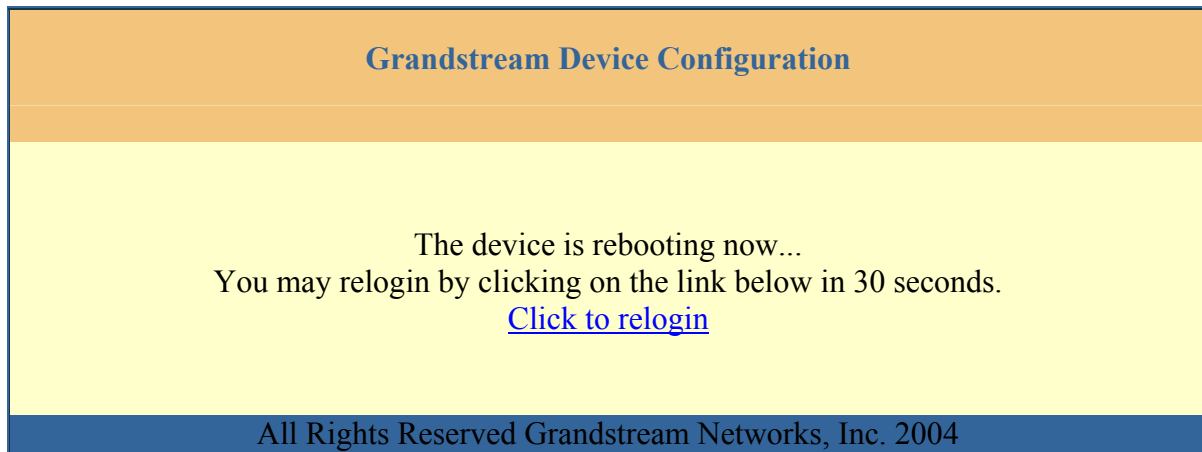 Grandstream Device Configuration
The device is rebooting now...
You may relogin by clicking on the link below in 30 seconds.
Click to relogin
All Rights Reserved Grandstream Networks, Inc. 2004